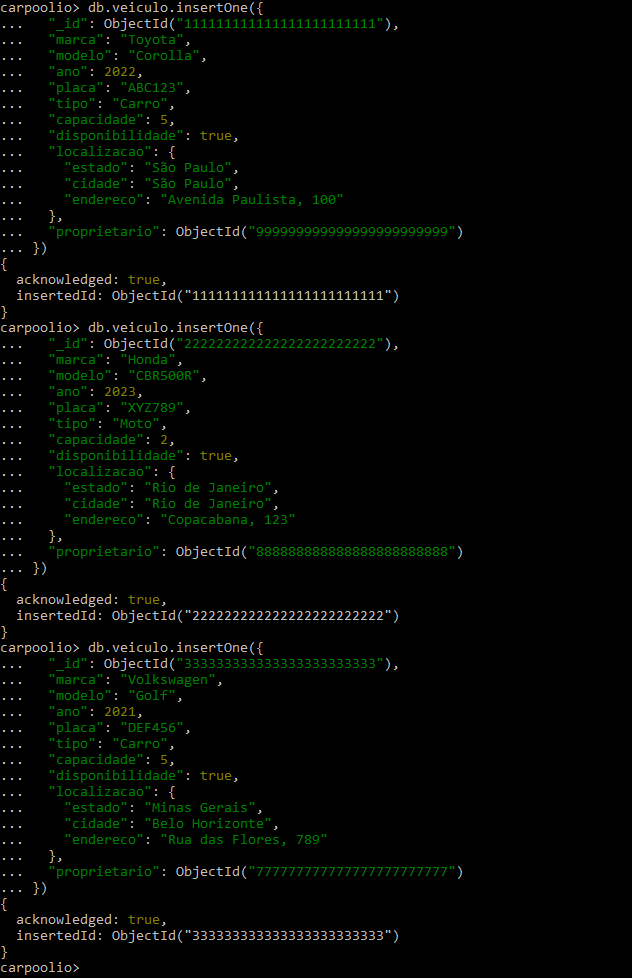 carpoolio> db.veiculo.insertOne({
...   "_id": ObjectId("111111111111111111111111"),
...   "marca": "Toyota",
...   "modelo": "Corolla",
...   "ano": 2022,
...   "placa": "ABC123",
...   "tipo": "Carro",
...   "capacidade": 5,
...   "disponibilidade": true,
...   "localizacao": {
...     "estado": "São Paulo",
...     "cidade": "São Paulo",
...     "endereco": "Avenida Paulista, 100"
...   },
...   "proprietario": ObjectId("999999999999999999999999")
... })
{
  acknowledged: true,
  insertedId: ObjectId("111111111111111111111111")
}
carpoolio> db.veiculo.insertOne({
...   "_id": ObjectId("222222222222222222222222"),
...   "marca": "Honda",
...   "modelo": "CBR500R",
...   "ano": 2023,
...   "placa": "XYZ789",
...   "tipo": "Moto",
...   "capacidade": 2,
...   "disponibilidade": true,
...   "localizacao": {
...     "estado": "Rio de Janeiro",
...     "cidade": "Rio de Janeiro",
...     "endereco": "Copacabana, 123"
...   },
...   "proprietario": ObjectId("888888888888888888888888")
... })
{
  acknowledged: true,
  insertedId: ObjectId("222222222222222222222222")
}
carpoolio> db.veiculo.insertOne({
...   "_id": ObjectId("333333333333333333333333"),
...   "marca": "Volkswagen",
...   "modelo": "Golf",
...   "ano": 2021,
...   "placa": "DEF456",
...   "tipo": "Carro",
...   "capacidade": 5,
...   "disponibilidade": true,
...   "localizacao": {
...     "estado": "Minas Gerais",
...     "cidade": "Belo Horizonte",
...     "endereco": "Rua das Flores, 789"
...   },
...   "proprietario": ObjectId("777777777777777777777777")
... })
{
  acknowledged: true,
  insertedId: ObjectId("333333333333333333333333")
}
carpoolio>